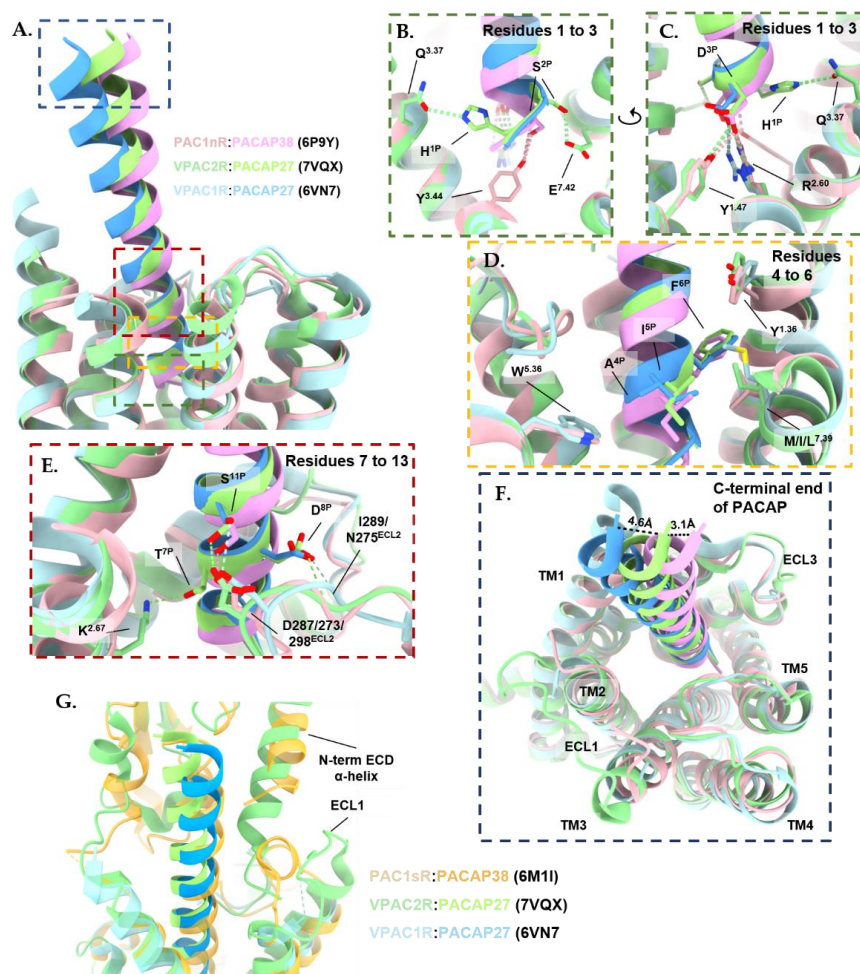 A.
PAC1nR:PACAP38 (6P9Y)
VPAC2R:PACAP27 (7VQX)
VPAC1R:PACAP27 (6VN7)
B.
Residues 1 to 3
Q3.37
S2P
H1P
Y3.44
E7.42
C.
Residues 1 to 3
D3P
H1P
Q3.37
R2.60
Y1.47
D.
Residues
4 to 6
F6P
I5P
Y1.36
A4P
W5.36
M/I/L7.39
E.
Residues 7 to 13
S11P
D8P
I289/
N275ECL2
T7P
K2.67
D287/273/
298ECL2
F.
C-terminal end
of PACAP
4.6Å
3.1Å
TM1
ECL3
TM2
TM5
ECL1
TM3
TM4
G.
N-term ECD
α-helix
ECL1
PAC1sR:PACAP38 (6M1I)
VPAC2R:PACAP27 (7VQX)
VPAC1R:PACAP27 (6VN7